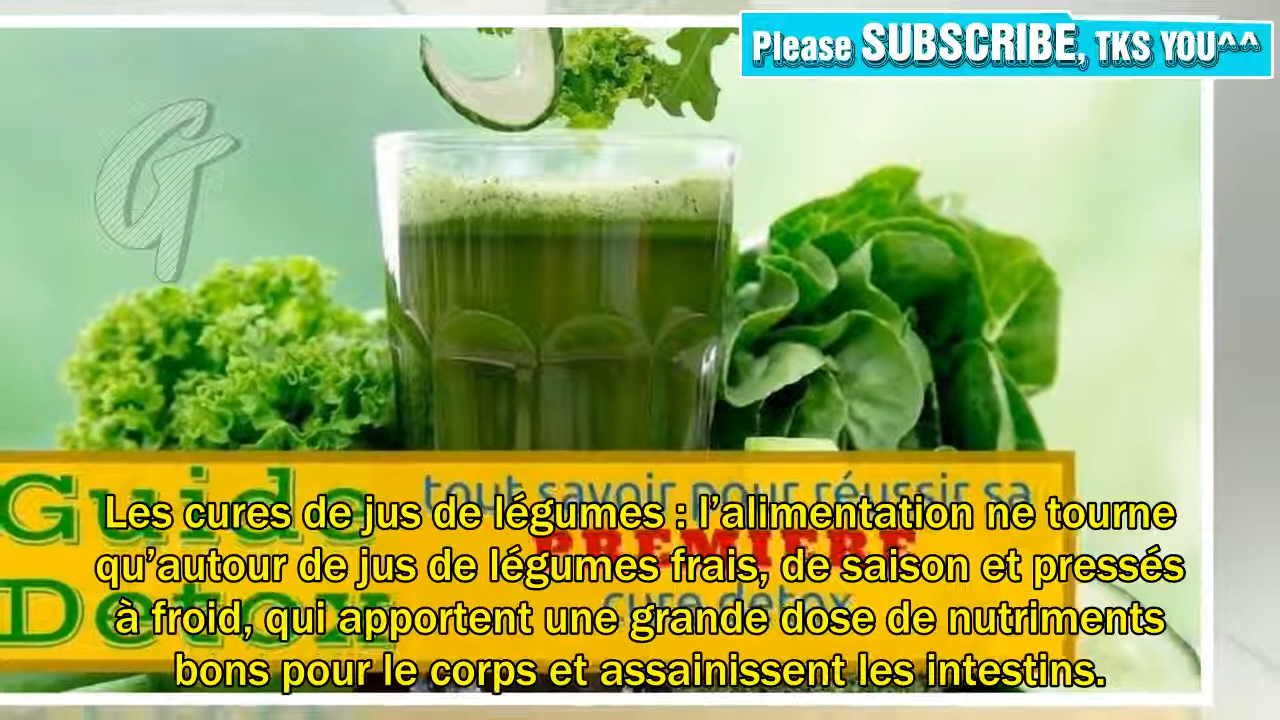 Please SUBSCRIBE, TKS YOU^^
G
Guide
Detox
tout savoir pour réussir sa
PREMIERE
cure detox
Les cures de jus de légumes : l’alimentation ne tourne
qu’autour de jus de légumes frais, de saison et pressés
à froid, qui apportent une grande dose de nutriments
bons pour le corps et assainissent les intestins.